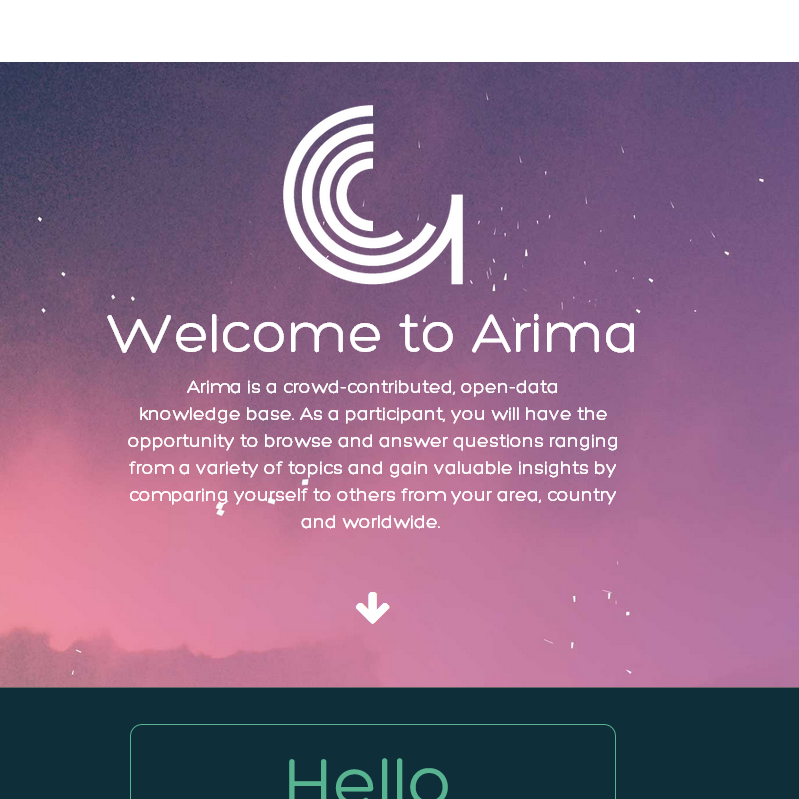 Welcome to Arima
Arima is a crowd-contributed, open-data
knowledge base. As a participant, you will have the
opportunity to browse and answer questions ranging
from a variety of topics and gain valuable insights by
comparing yourself to others from your area, country
and worldwide.
Hello